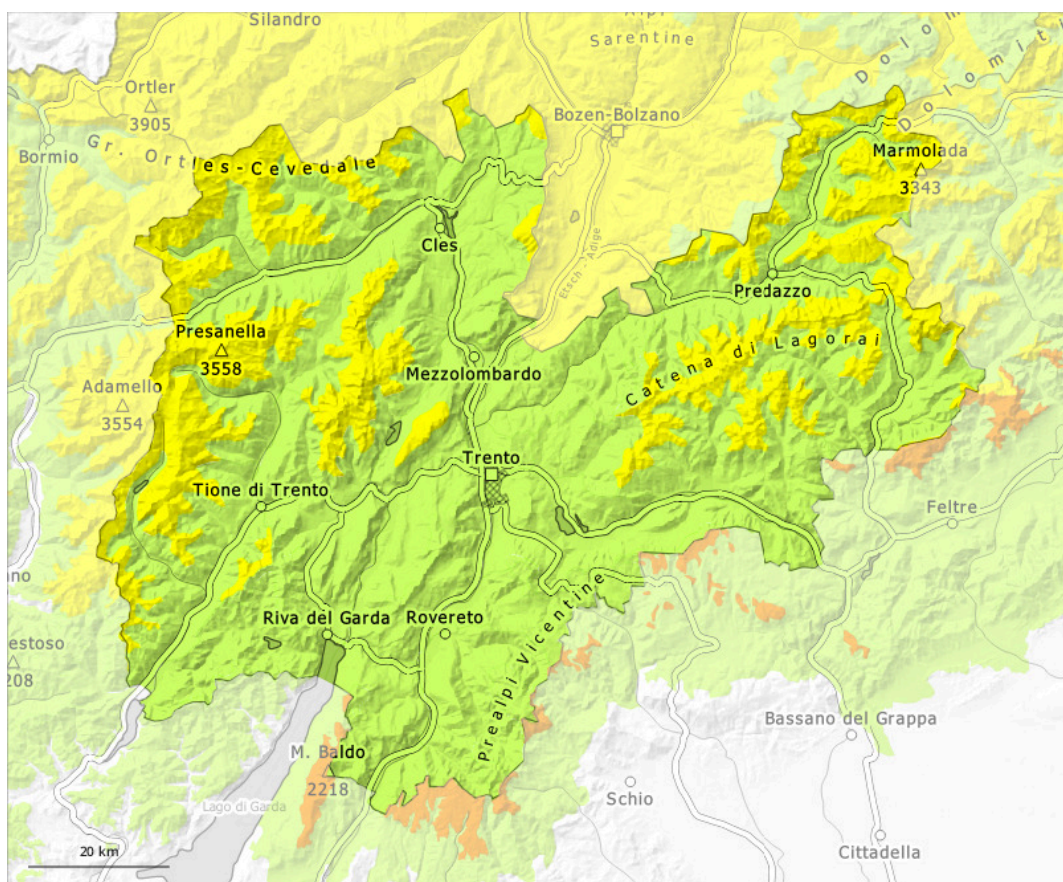 Silandro
Sarentine
Ortler
3905
Bozen-Bolzano
Bormio
Gr. Ortles-Cevedale
Dolomiti
Marmolada
3343
Cles
Etsch - Adige
Predazzo
Presanella
3558
Mezzolombardo
Catena di Lagorai
Adamello
3554
Trento
Tione di Trento
Feltre
Riva del Garda
Rovereto
Prealpi Vicentine
Bassano del Grappa
M. Baldo
2218
Schio
Lago di Garda
20 km
Cittadella